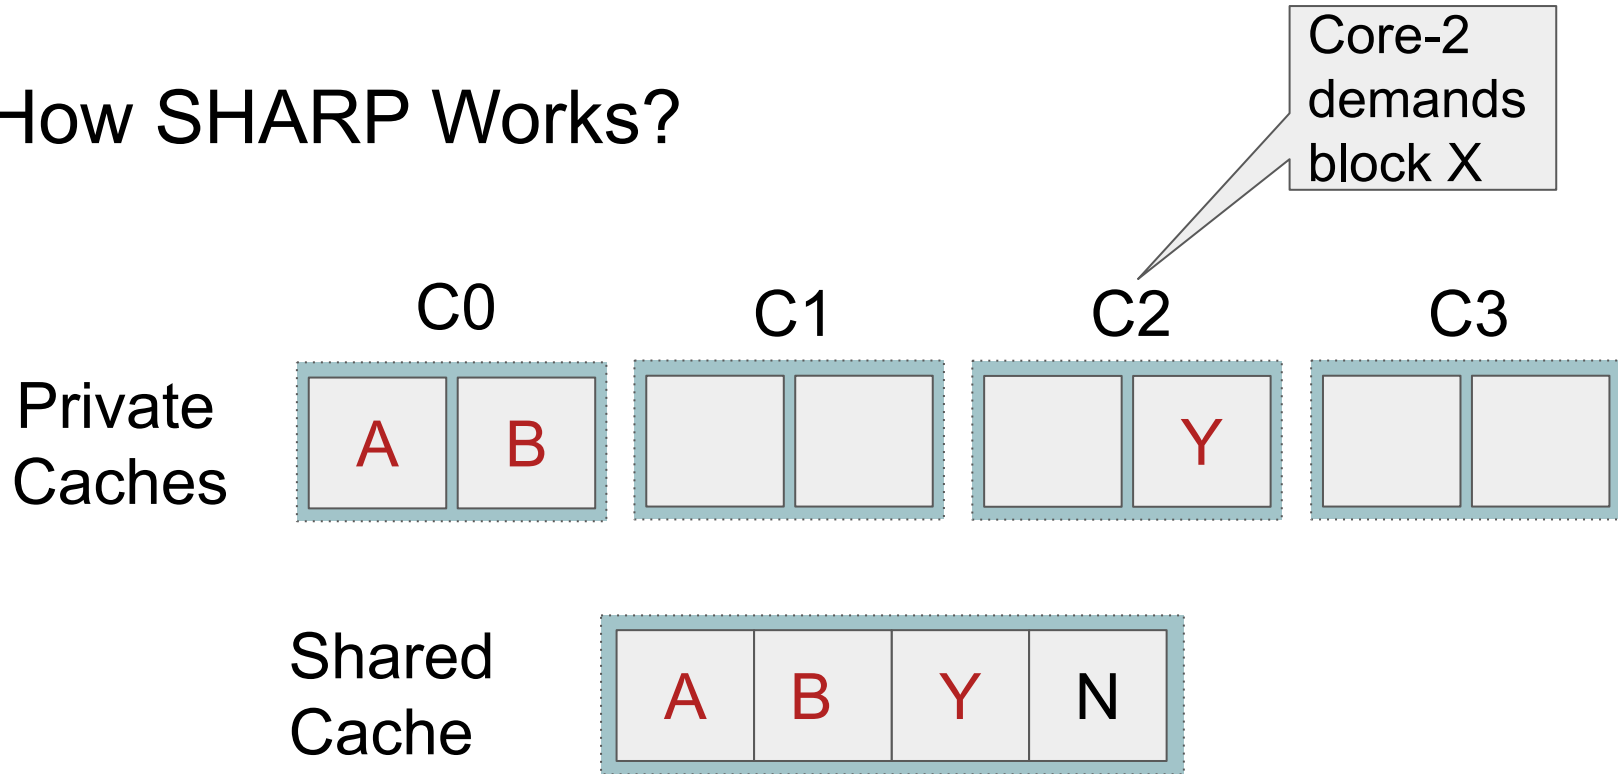 How SHARP Works?
Core-2
demands
block X
C0 C1 C2 C3
Private
Caches
A B Y
Shared
Cache
A B Y N